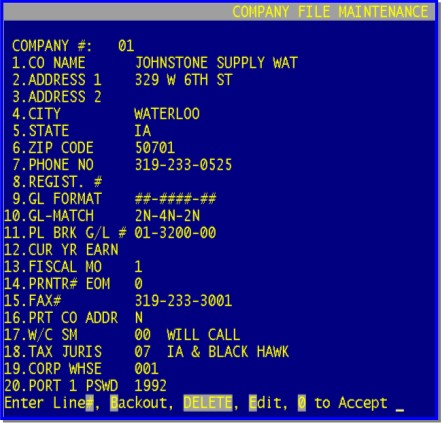 COMPANY FILE MAINTENANCE
COMPANY #: 01
1.CO NAME JOHNSTONE SUPPLY WAT
2.ADDRESS 1 329 W 6TH ST
3.ADDRESS 2
4.CITY WATERLOO
5.STATE IA
6.ZIP CODE 50701
7.PHONE NO 319-233-0525
8.REGIST. #
9.GL FORMAT ##-####-##
10.GL-MATCH 2N-4N-2N
11.PL BRK G/L # 01-3200-00
12.CUR YR EARN
13.FISCAL MO 1
14.PRNTR# EOM 0
15.FAX# 319-233-3001
16.PRT CO ADDR N
17.W/C SM 00 WILL CALL
18.TAX JURIS 07 IA & BLACK HAWK
19.CORP WHSE 001
20.PORT 1 PSWD 1992
Enter Line#, Backout, DELETE, Edit, 0 to Accept _